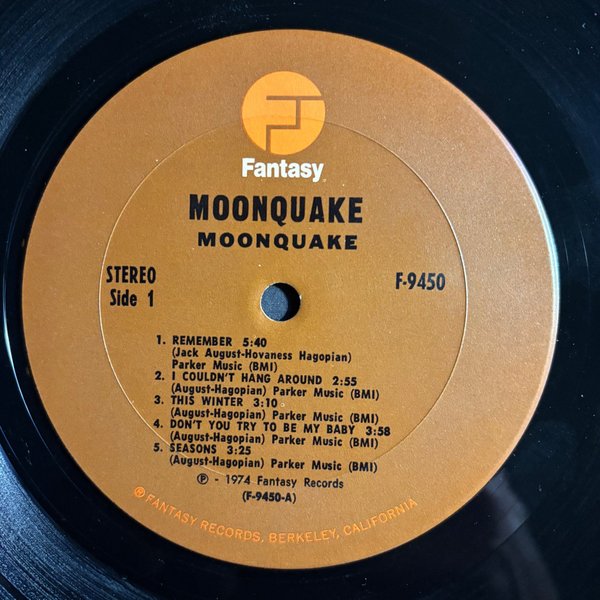 Fantasy
MOONQUAKE
MOONQUAKE
STEREO
Side 1
F-9450
1. REMEMBER 5:40
(Jack August-Hovaness Hagopian)
Parker Music (BMI)
2. I COULDN'T HANG AROUND 2:55
(August-Hagopian) Parker Music (BMI)
3. THIS WINTER 3:10
(August-Hagopian) Parker Music (BMI)
4. DON'T YOU TRY TO BE MY BABY 3:58
(August-Hagopian) Parker Music (BMI)
5. SEASONS 3:25
(August-Hagopian) Parker Music (BMI)
℗ - 1974 Fantasy Records
(F-9450-A)
® FANTASY RECORDS, BERKELEY, CALIFORNIA